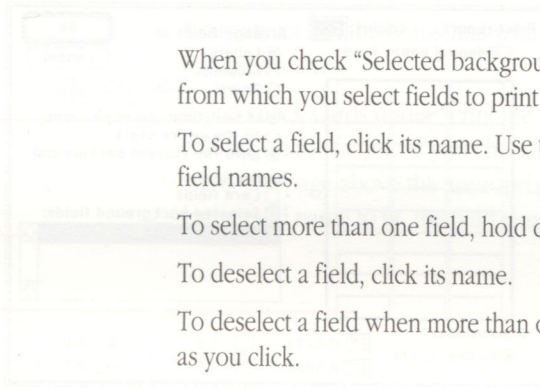 When you check “Selected backgrou
from which you select fields to print
To select a field, click its name. Use
field names.
To select more than one field, hold
To deselect a field, click its name.
To deselect a field when more than
as you click.